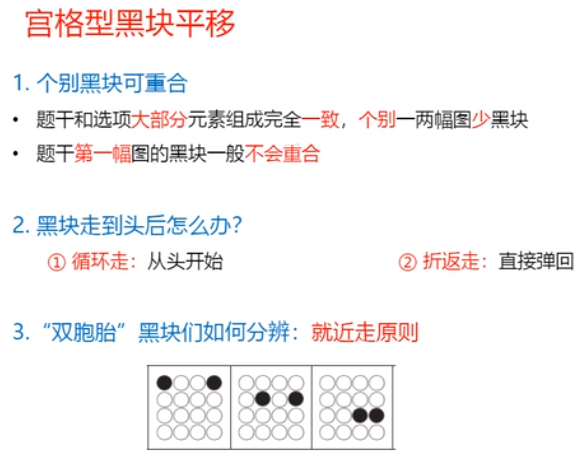 宫格型黑块平移
1. 个别黑块可重合
• 题干和选项大部分元素组成完全一致，个别一两幅图少黑块
• 题干第一幅图的黑块一般不会重合
2. 黑块走到头后怎么办？
① 循环走：从头开始 ② 折返走：直接弹回
3. “双胞胎”黑块们如何分辨：就近走原则